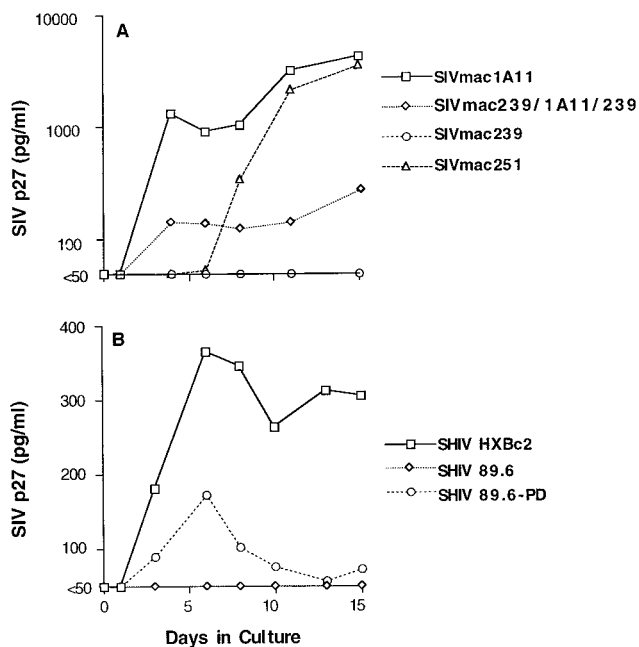 A
10000
1000
100
<50
SIV p27 (pg/ml)
SIVmac1A11
SIVmac239/1A11/239
SIVmac239
SIVmac251
B
400
300
200
100
<50
SIV p27 (pg/ml)
SHIV HXBc2
SHIV 89.6
SHIV 89.6-PD
0 5 10 15
Days in Culture